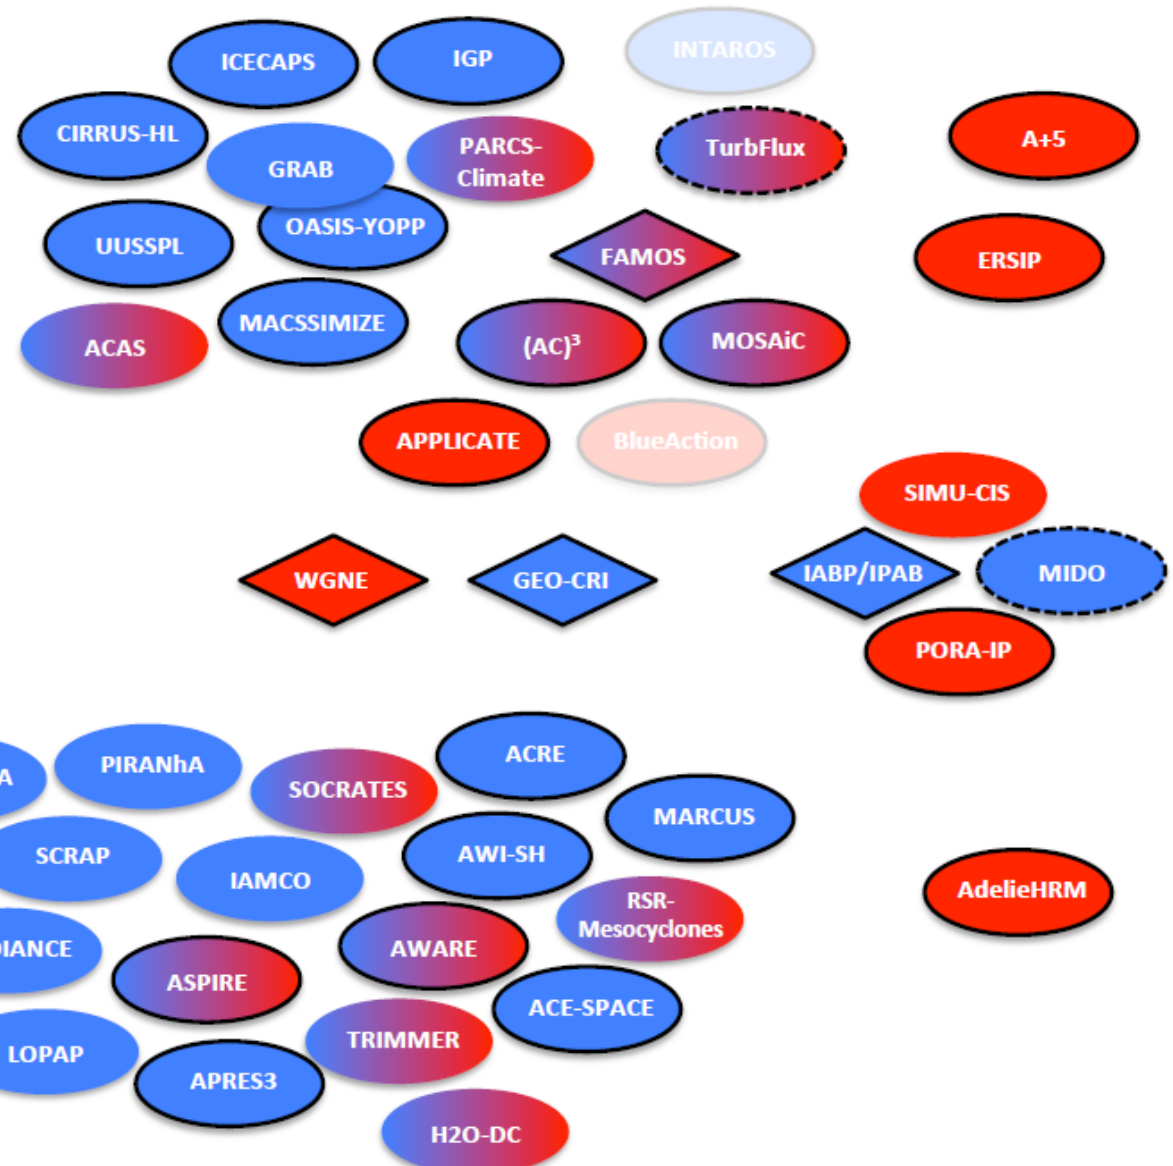 ICECAPS
IGP
INTAROS
CIRRUS-HL
GRAB
PARCS-
Climate
TurbFlux
A+5
UUSSPL
OASIS-YOPP
FAMOS
ERSIP
ACAS
MACSSIMIZE
(AC)³
MOSAiC
APPLICATE
BlueAction
SIMU-CIS
WGNE
GEO-CRI
IABP/IPAB
MIDO
PORA-IP
A
PIRANhA
SOCRATES
ACRE
MARCUS
SCRAP
IAMCO
AWI-SH
RSR-
Mesocyclones
AdelieHRM
IANCE
ASPIRE
AWARE
ACE-SPACE
LOPAP
APRES3
TRIMMER
H2O-DC